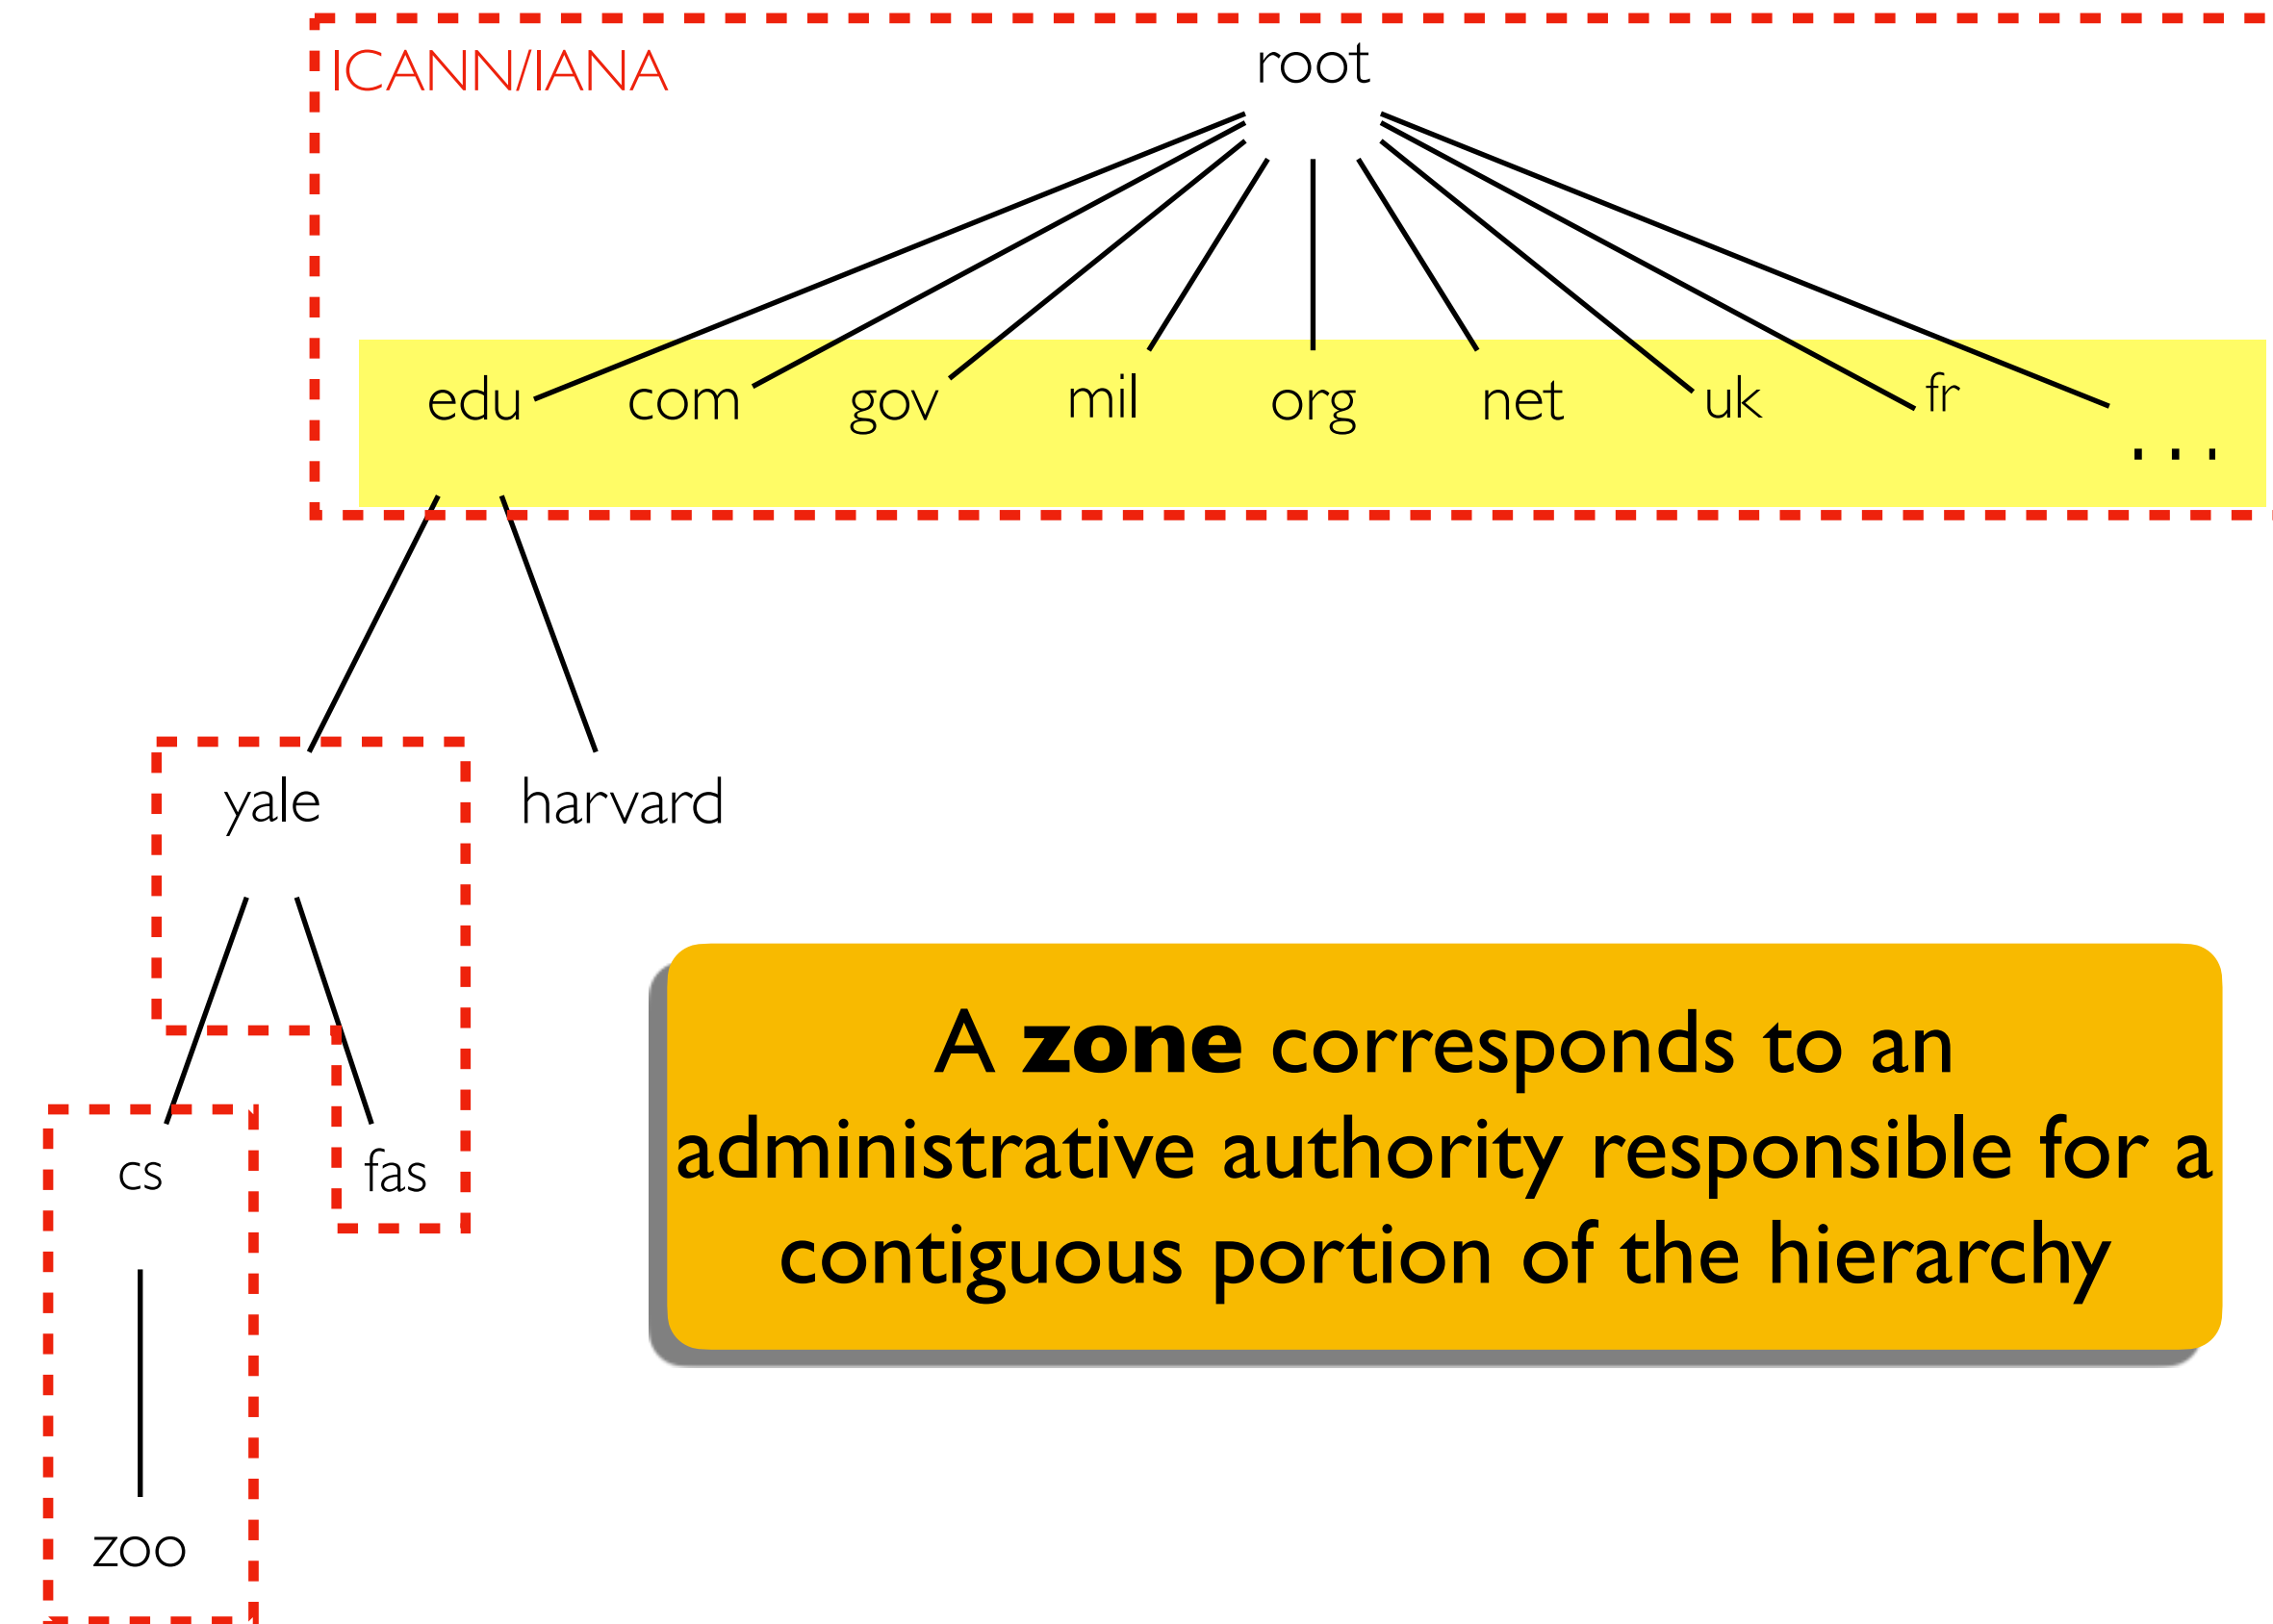 ICANN/IANA
root
edu com gov mil org net uk fr ...
yale harvard
A zone corresponds to an
administrative authority responsible for a
contiguous portion of the hierarchy
cs fas
zoo